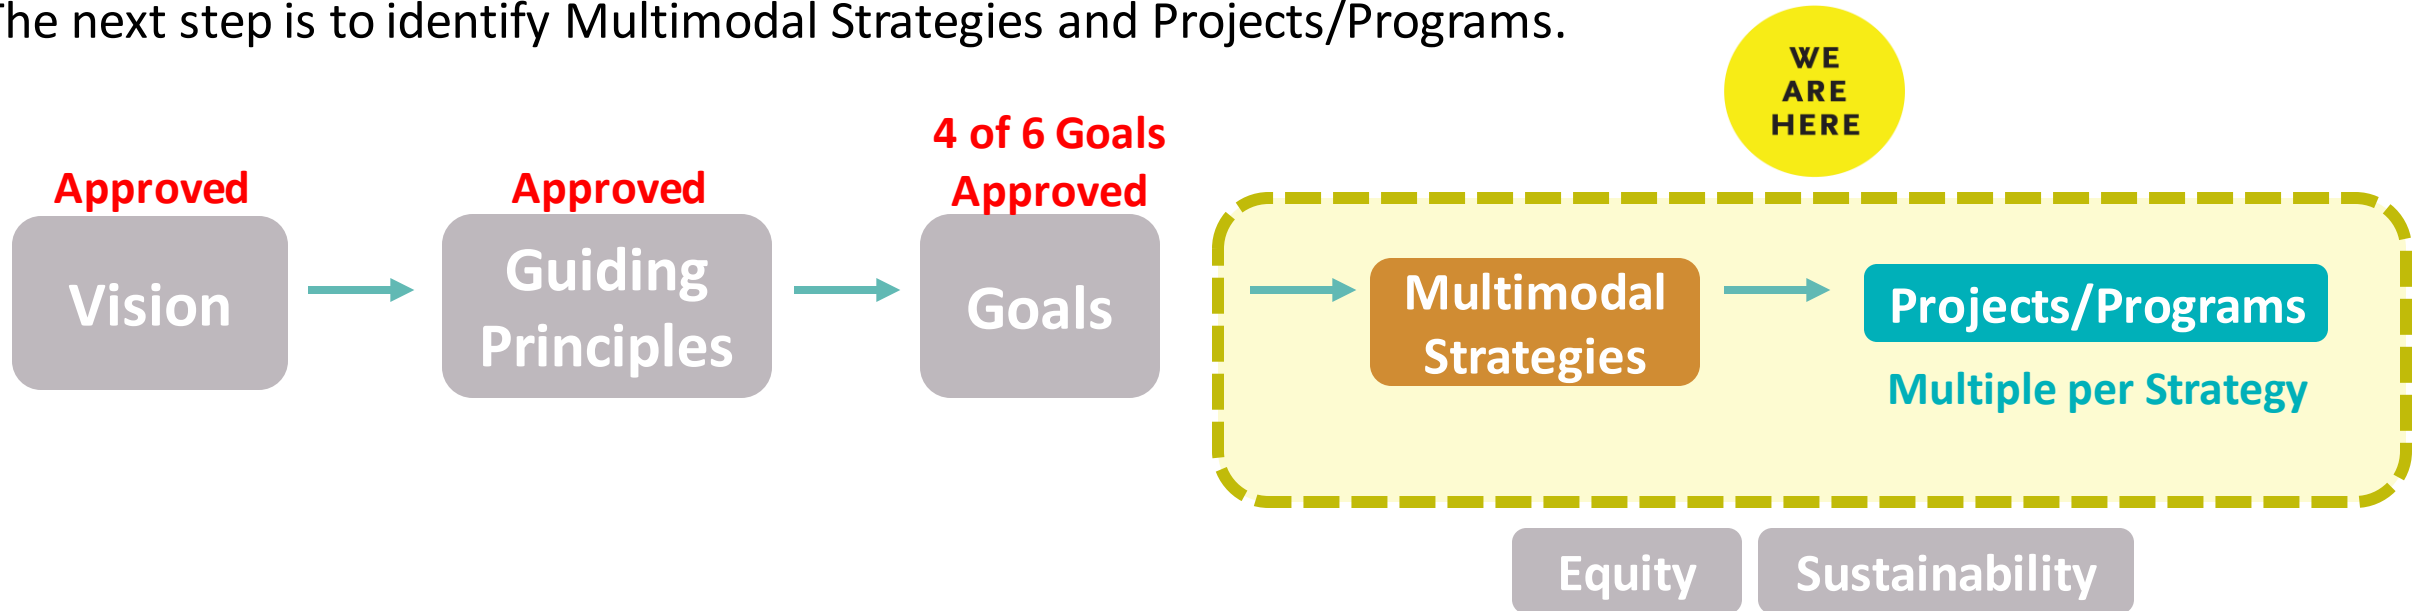 The next step is to identify Multimodal Strategies and Projects/Programs.
WE
ARE
HERE
4 of 6 Goals
Approved
Approved
Approved
Vision
Guiding
Principles
Goals
Multimodal
Strategies
Projects/Programs
Multiple per Strategy
Equity
Sustainability